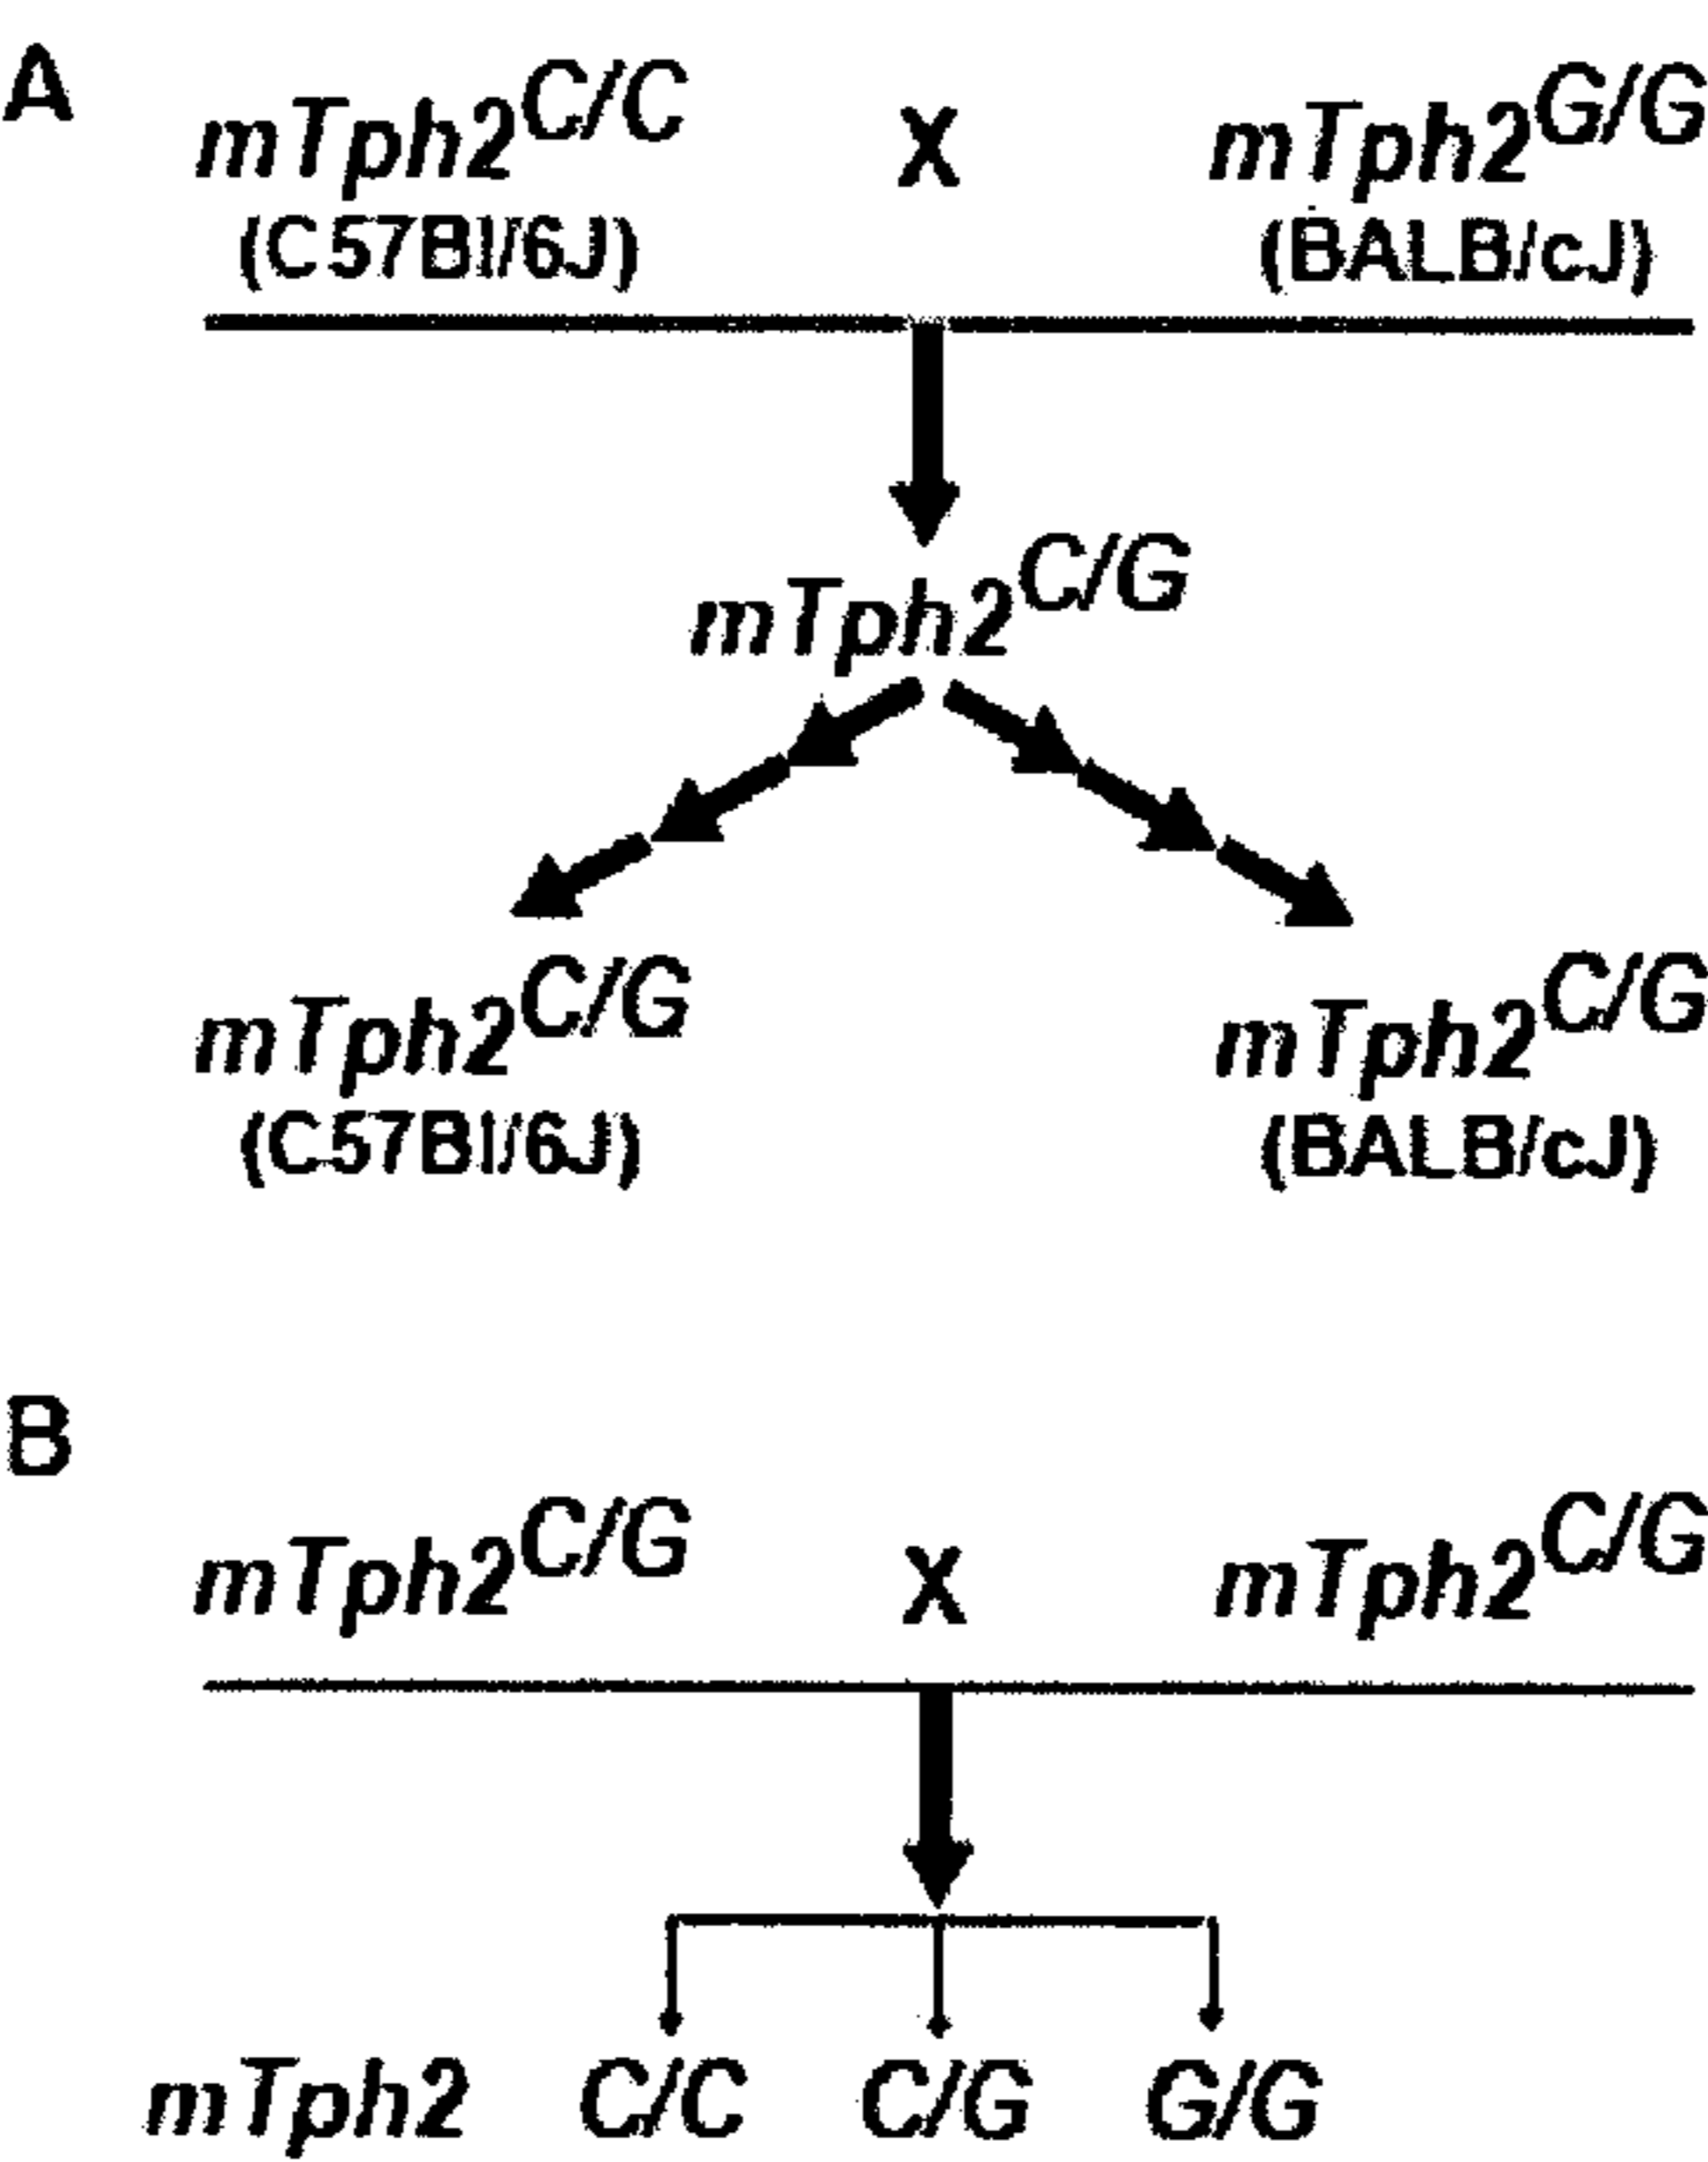 A
mTph2C/C X mTph2G/G
(C57Bl/6J) (BALB/cJ)
mTph2C/G
mTph2C/G mTph2C/G
(C57Bl/6J) (BALB/cJ)
B
mTph2C/G X mTph2C/G
mTph2 C/C C/G G/G